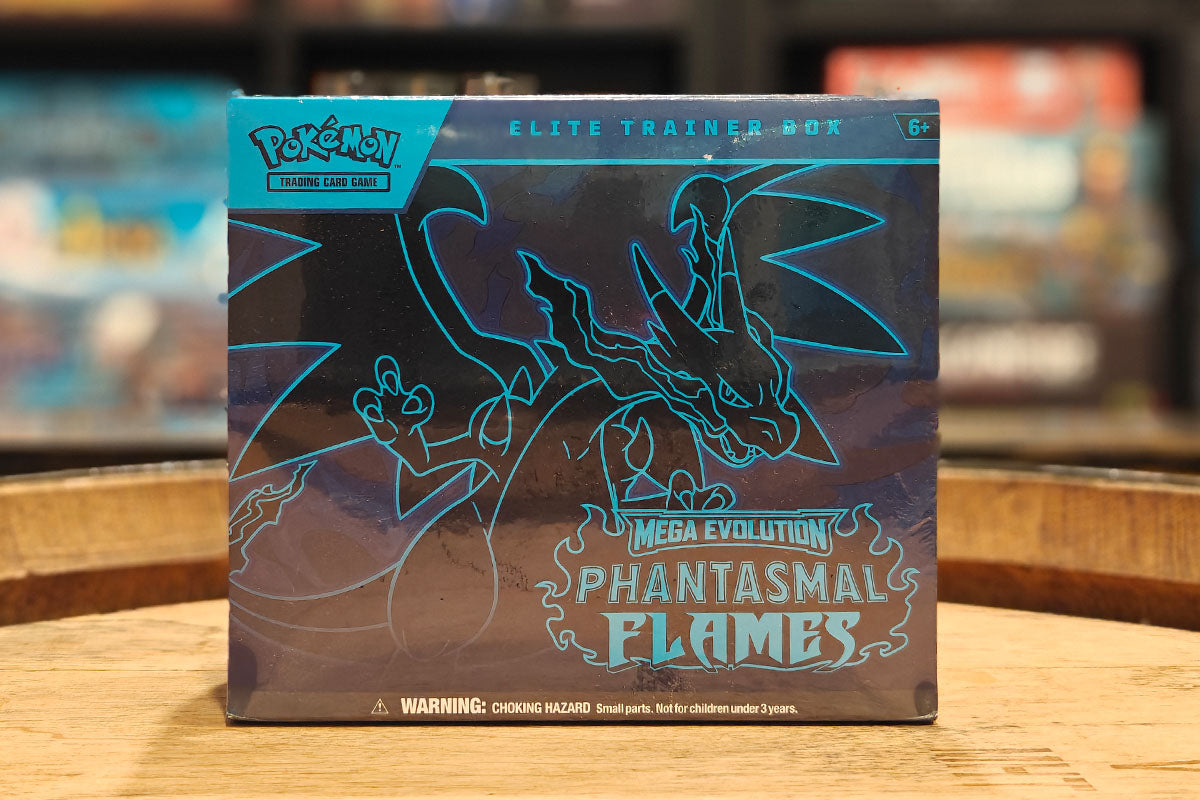 POKéMON™
TRADING CARD GAME
ELITE TRAINER BOX
6+
MEGA EVOLUTION
PHANTASMAL
FLAMES
WARNING: CHOKING HAZARD Small parts. Not for children under 3 years.